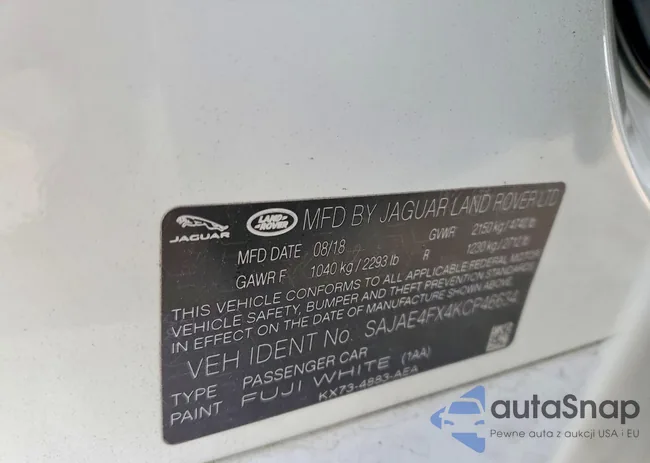 JAGUAR LAND ROVER MFD BY JAGUAR LAND ROVER LTD
MFD DATE 08/18 GVWR 2150 kg / 4740 lb
GAWR F 1040 kg / 2293 lb R 1230 kg / 2712 lb
THIS VEHICLE CONFORMS TO ALL APPLICABLE FEDERAL MOTOR
VEHICLE SAFETY, BUMPER AND THEFT PREVENTION STANDARDS
IN EFFECT ON THE DATE OF MANUFACTURE SHOWN ABOVE.
VEH IDENT No. SAJAE4FX4KCP46634
TYPE PASSENGER CAR
PAINT FUJI WHITE (1AA)
KX73-4883-AEA
autaSnap
Pewne auta z aukcji USA i EU